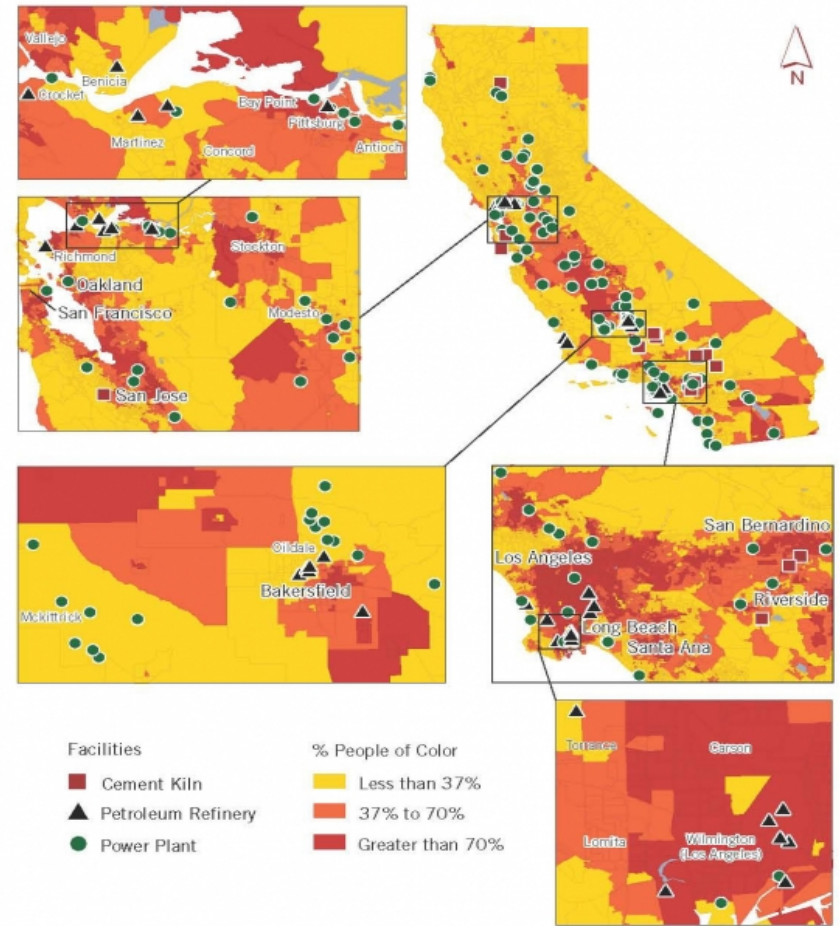 Vallejo
Benicia
Crocket
Bay Point
Pittsburg
Martinez
Concord
Antioch
N
Richmond
Stockton
Oakland
San Francisco
Modesto
San Jose
Oildale
Bakersfield
Mckittrick
San Bernardino
Los Angeles
Riverside
Long Beach
Santa Ana
Torrance
Carson
Lomita
Wilmington
(Los Angeles)
Facilities
Cement Kiln
Petroleum Refinery
Power Plant
% People of Color
Less than 37%
37% to 70%
Greater than 70%